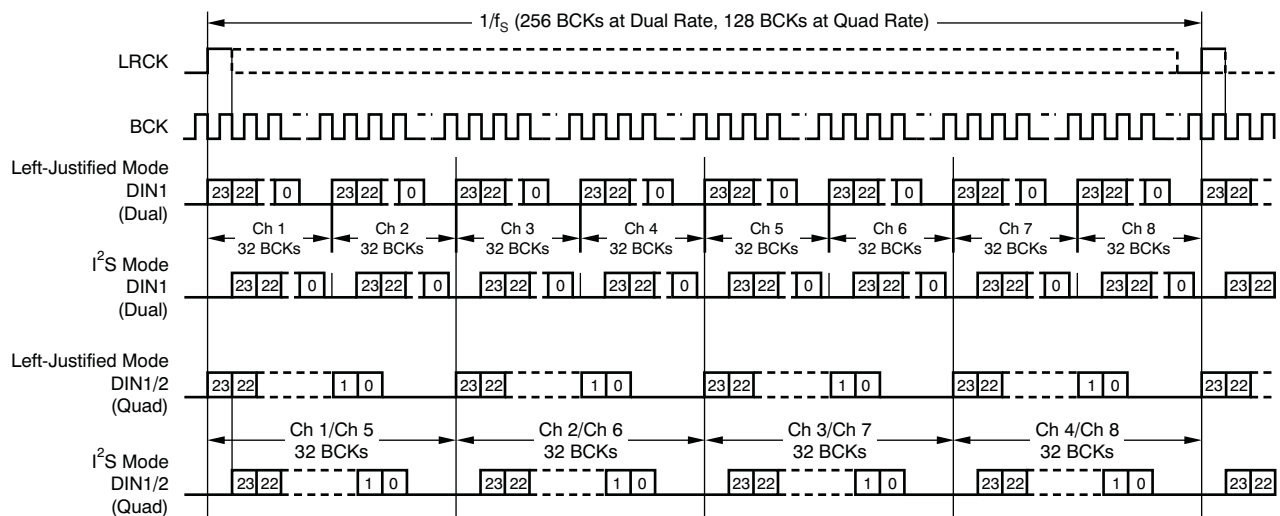 1/fS (256 BCKs at Dual Rate, 128 BCKs at Quad Rate)
LRCK
BCK
Left-Justified Mode
DIN1
(Dual)
23 22 0 23 22 0 23 22 0 23 22 0 23 22 0 23 22 0 23 22 0 23 22 0 23 22
Ch 1 Ch 2 Ch 3 Ch 4 Ch 5 Ch 6 Ch 7 Ch 8
32 BCKs 32 BCKs 32 BCKs 32 BCKs 32 BCKs 32 BCKs 32 BCKs 32 BCKs
I²S Mode
DIN1
(Dual)
23 22 0 23 22 0 23 22 0 23 22 0 23 22 0 23 22 0 23 22 0 23 22 0 23 22
Left-Justified Mode
DIN1/2
(Quad)
23 22 1 0 23 22 1 0 23 22 1 0 23 22 1 0 23 22
Ch 1/Ch 5 Ch 2/Ch 6 Ch 3/Ch 7 Ch 4/Ch 8
32 BCKs 32 BCKs 32 BCKs 32 BCKs
I²S Mode
DIN1/2
(Quad)
23 22 1 0 23 22 1 0 23 22 1 0 23 22 1 0 23 22